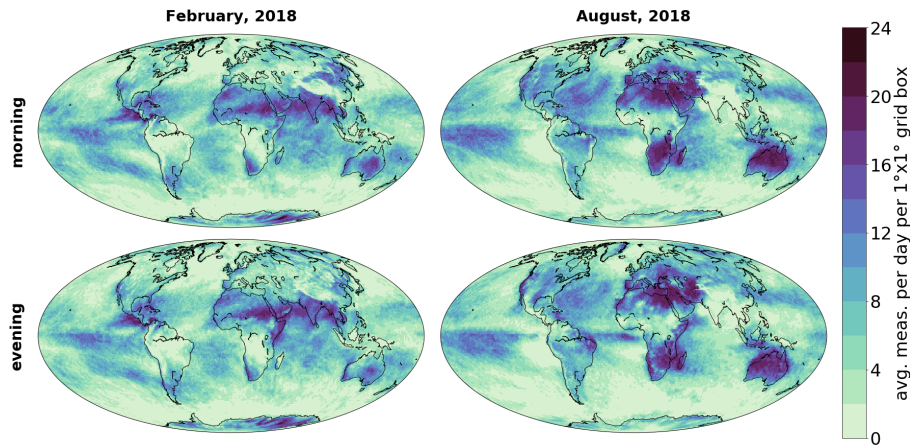 February, 2018
August, 2018
morning
evening
24
20
16
12
8
4
0
avg. meas. per day per 1°x1° grid box